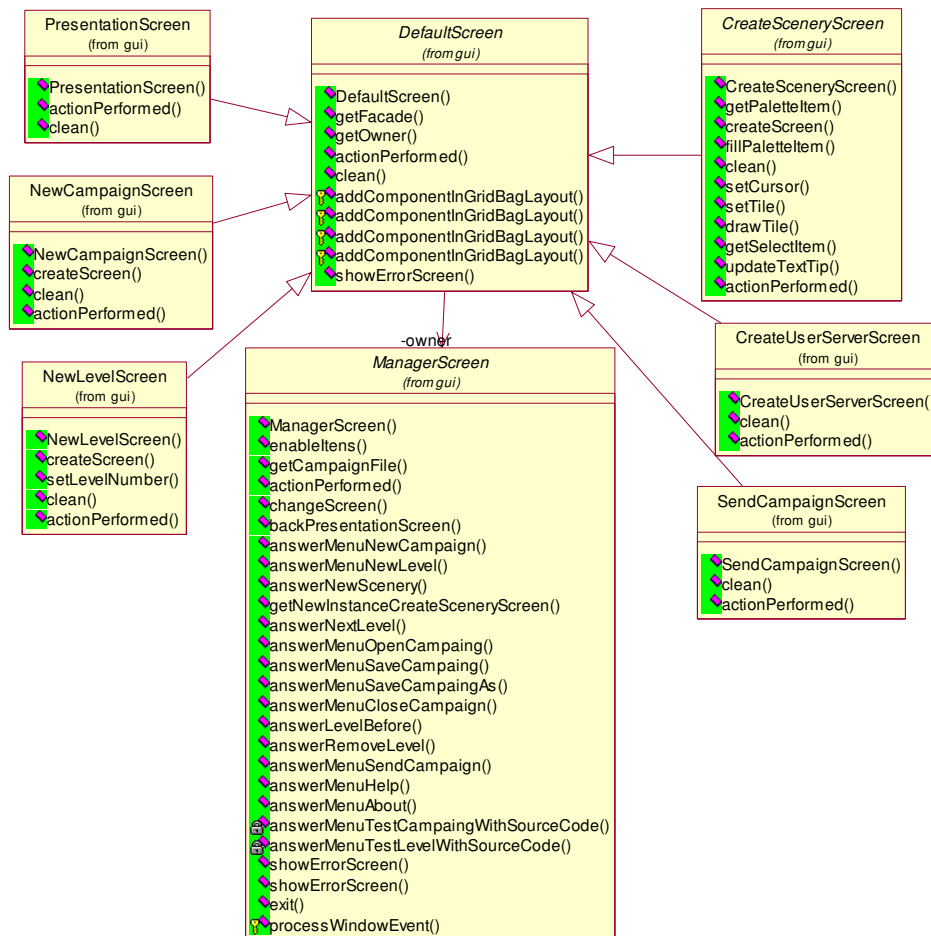 PresentationScreen
(from gui)
PresentationScreen()
actionPerformed()
clean()
DefaultScreen
(from gui)
DefaultScreen()
getFacade()
getOwner()
actionPerformed()
clean()
addComponentInGridBagLayout()
addComponentInGridBagLayout()
addComponentInGridBagLayout()
addComponentInGridBagLayout()
showErrorScreen()
CreateSceneryScreen
(from gui)
CreateSceneryScreen()
getPaletteItem()
createScreen()
fillPaletteItem()
clean()
setCursor()
setTile()
drawTile()
getSelectItem()
updateTextTip()
actionPerformed()
NewCampaignScreen
(from gui)
NewCampaignScreen()
createScreen()
clean()
actionPerformed()
NewLevelScreen
(from gui)
NewLevelScreen()
createScreen()
setLevelNumber()
clean()
actionPerformed()
-owner
ManagerScreen
(from gui)
ManagerScreen()
enableItens()
getCampaignFile()
actionPerformed()
changeScreen()
backPresentationScreen()
answerMenuNewCampaign()
answerMenuNewLevel()
answerNewScenery()
getNewInstanceCreateSceneryScreen()
answerNextLevel()
answerMenuOpenCampaing()
answerMenuSaveCampaing()
answerMenuSaveCampaingAs()
answerMenuCloseCampaign()
answerLevelBefore()
answerRemoveLevel()
answerMenuSendCampaign()
answerMenuHelp()
answerMenuAbout()
answerMenuTestCampaingWithSourceCode()
answerMenuTestLevelWithSourceCode()
showErrorScreen()
showErrorScreen()
exit()
processWindowEvent()
CreateUserServerScreen
(from gui)
CreateUserServerScreen()
clean()
actionPerformed()
SendCampaignScreen
(from gui)
SendCampaignScreen()
clean()
actionPerformed()